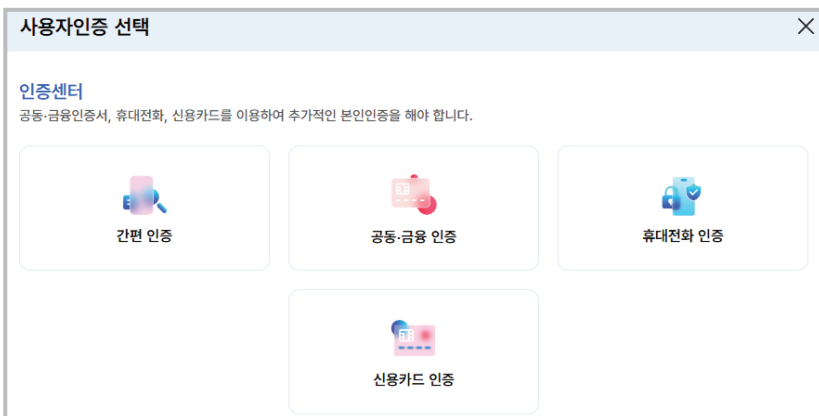 사용자인증 선택
인증센터
공동·금융인증서, 휴대전화, 신용카드를 이용하여 추가적인 본인인증을 해야 합니다.
간편 인증
공동·금융 인증
휴대전화 인증
신용카드 인증